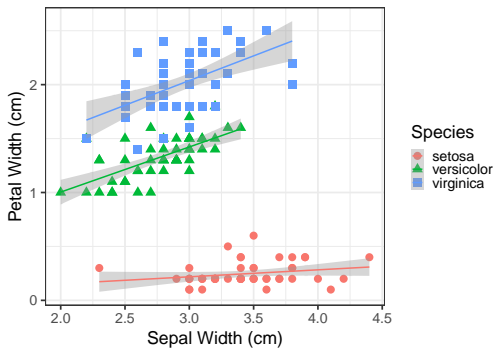 2
1
0
Petal Width (cm)
2.0 2.5 3.0 3.5 4.0 4.5
Sepal Width (cm)
Species
setosa
versicolor
virginica